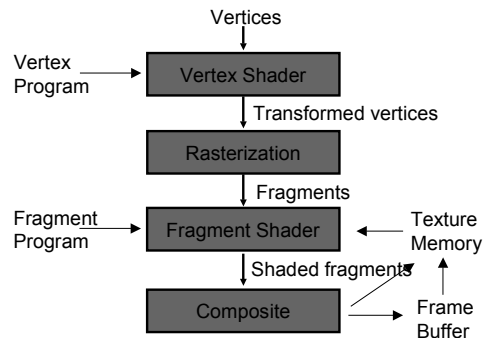 Vertices
Vertex
Program
Vertex Shader
Transformed vertices
Rasterization
Fragments
Fragment
Program
Fragment Shader
Texture
Memory
Shaded fragments
Composite
Frame
Buffer